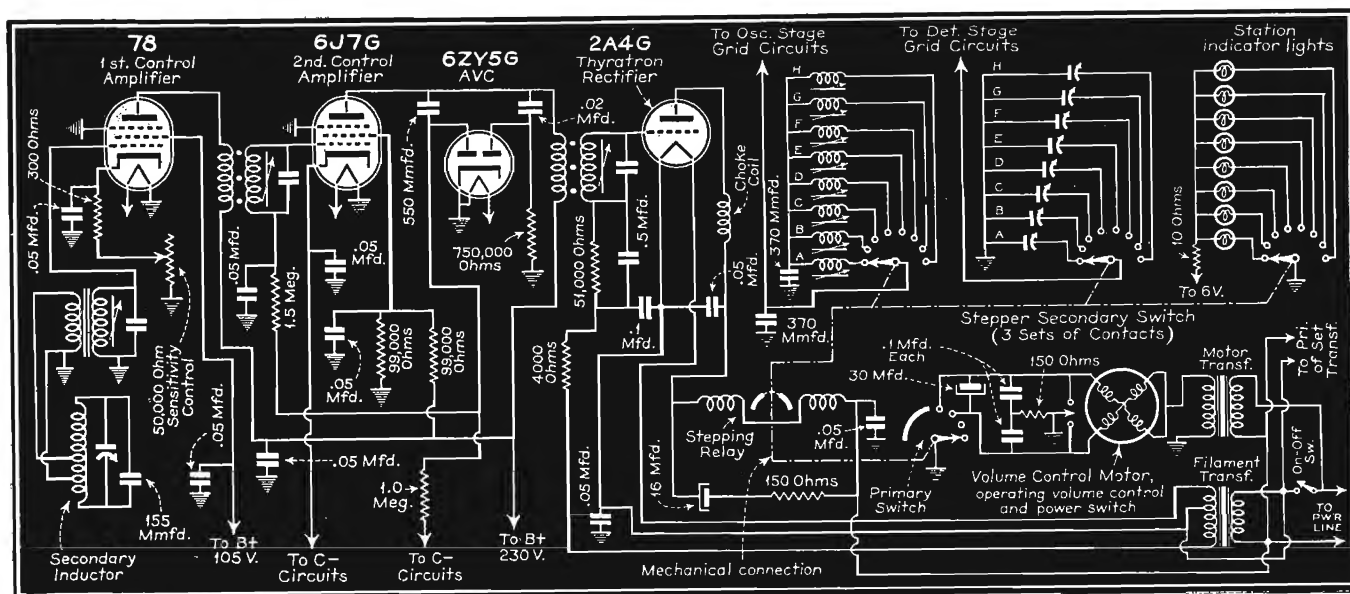 78
1st. Control
Amplifier
6J7G
2nd. Control
Amplifier
6ZY5G
AVC
2A4G
Thyratron
Rectifier
To Osc. Stage
Grid Circuits
To Det. Stage
Grid Circuits
Station
indicator lights
H
G
F
E
D
C
B
A
H
G
F
E
D
C
B
A
300 Ohms
.05 Mfd.
50,000 Ohm
Sensitivity
Control
.05 Mfd.
1.5 Meg.
.05
Mfd.
.05
Mfd.
99,000
Ohms
99,000
Ohms
550 Mmfd.
750,000
Ohms
.02
Mfd.
51,000 Ohms
.5 Mfd.
.1
Mfd.
Choke
Coil
.05
Mfd.
370 Mmfd.
370
Mmfd.
10 Ohms
To 6V.
Stepper Secondary Switch
(3 Sets of Contacts)
.1 Mfd.
Each
150 Ohms
30 Mfd.
Motor
Transf.
To Pri.
of Set
Transf.
4000
Ohms
Stepping
Relay
.05
Mfd.
16 Mfd.
150 Ohms
Primary
Switch
Volume Control Motor,
operating volume control
and power switch
Filament
Transf.
On-Off
Sw.
TO
PWR
LINE
.05 Mfd.
.05 Mfd.
.05 Mfd.
155
Mmfd.
Secondary
Inductor
To B+
105 V.
To C-
Circuits
1.0
Meg.
To C-
Circuits
To B+
230 V.
Mechanical connection